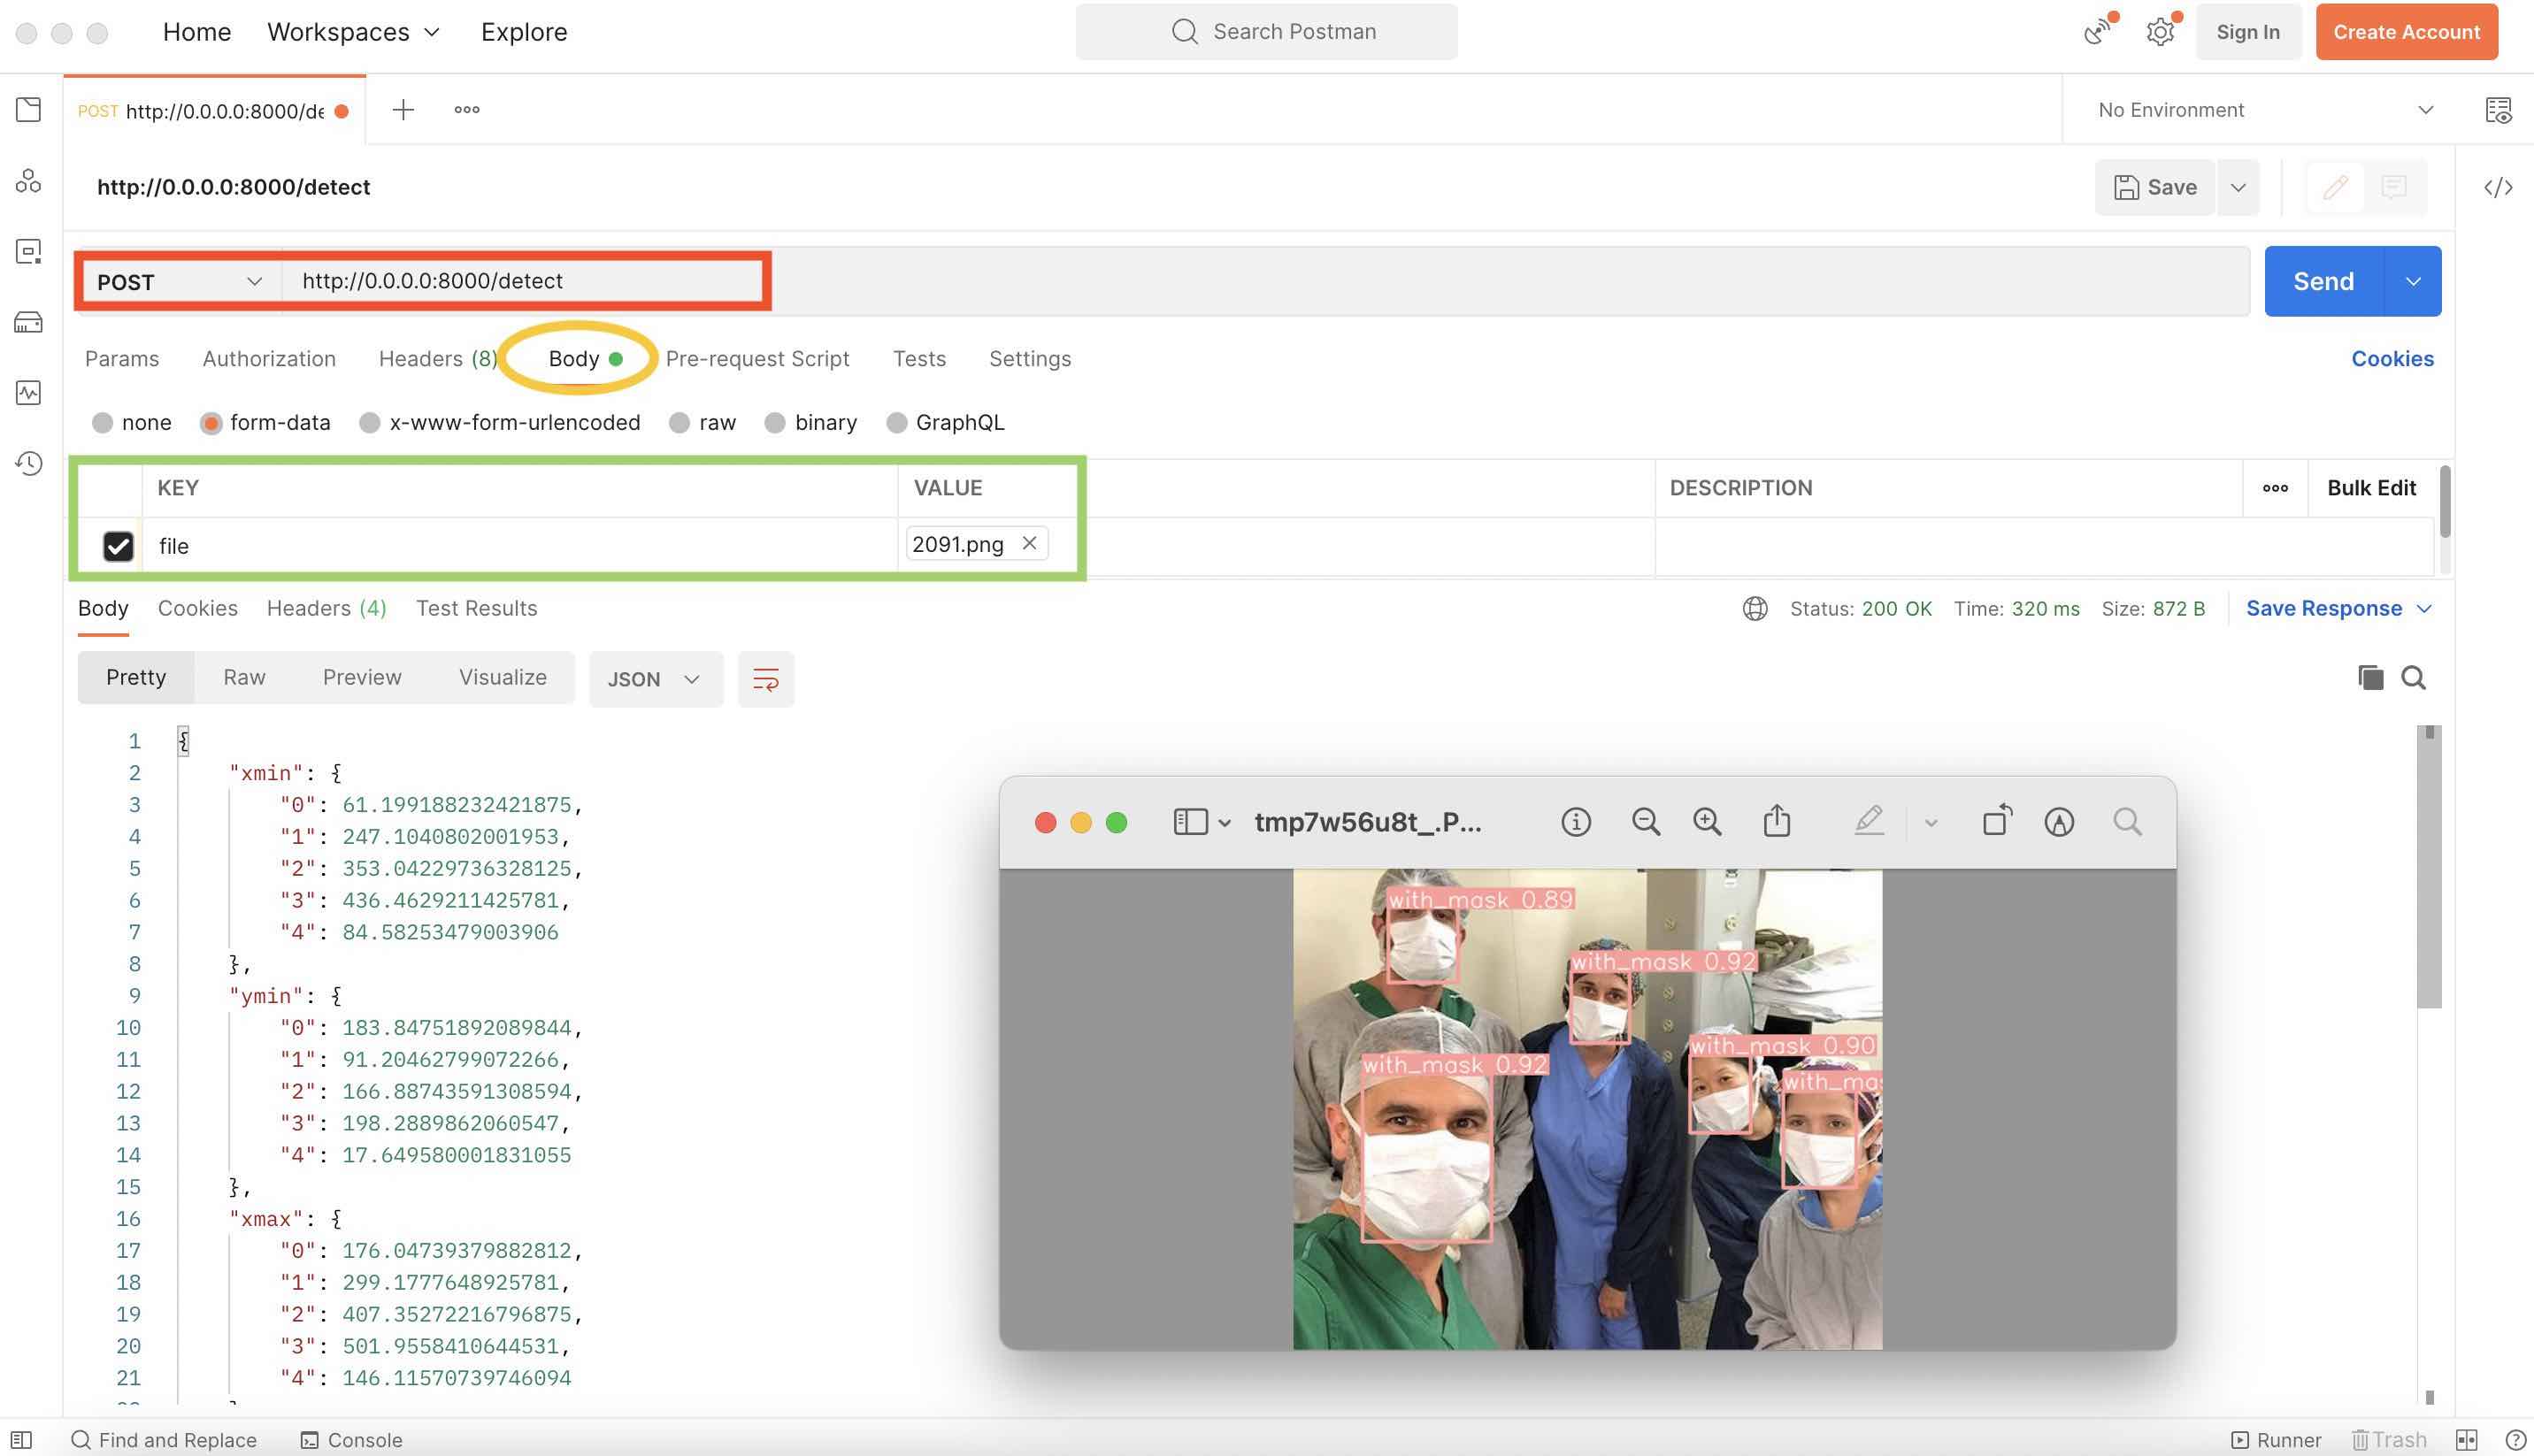 Home Workspaces Explore Search Postman Sign In Create Account
POST http://0.0.0.0:8000/de No Environment
http://0.0.0.0:8000/detect Save
POST http://0.0.0.0:8000/detect Send
Params Authorization Headers (8) Body Pre-request Script Tests Settings Cookies
none form-data x-www-form-urlencoded raw binary GraphQL
KEY VALUE DESCRIPTION Bulk Edit
file 2091.png
Body Cookies Headers (4) Test Results Status: 200 OK Time: 320 ms Size: 872 B Save Response
Pretty Raw Preview Visualize JSON
1 {
2 "xmin": {
3 "0": 61.199188232421875,
4 "1": 247.1040802001953,
5 "2": 353.04229736328125,
6 "3": 436.4629211425781,
7 "4": 84.58253479003906
8 },
9 "ymin": {
10 "0": 183.84751892089844,
11 "1": 91.20462799072266,
12 "2": 166.88743591308594,
13 "3": 198.2889862060547,
14 "4": 17.649580001831055
15 },
16 "xmax": {
17 "0": 176.04739379882812,
18 "1": 299.1777648925781,
19 "2": 407.35272216796875,
20 "3": 501.9558410644531,
21 "4": 146.11570739746094
tmp7w56u8t_.P...
with_mask 0.89
with_mask 0.92
with_mask 0.90
with_mask 0.92
with_mas
Find and Replace Console Runner Trash